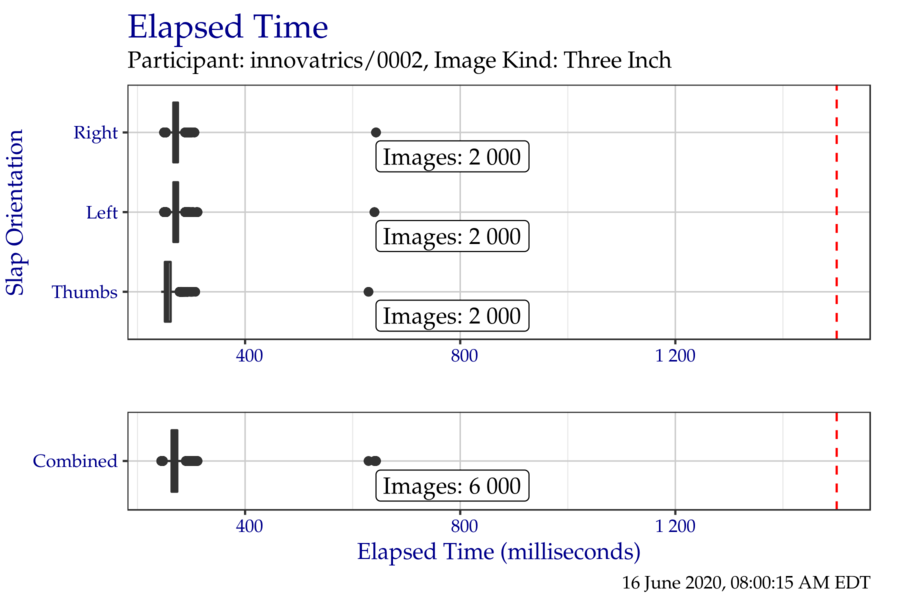 Elapsed Time
Participant: innovatrics/0002, Image Kind: Three Inch
Slap Orientation
Right
Images: 2 000
Left
Images: 2 000
Thumbs
Images: 2 000
400 800 1 200
Combined
Images: 6 000
400 800 1 200
Elapsed Time (milliseconds)
16 June 2020, 08:00:15 AM EDT